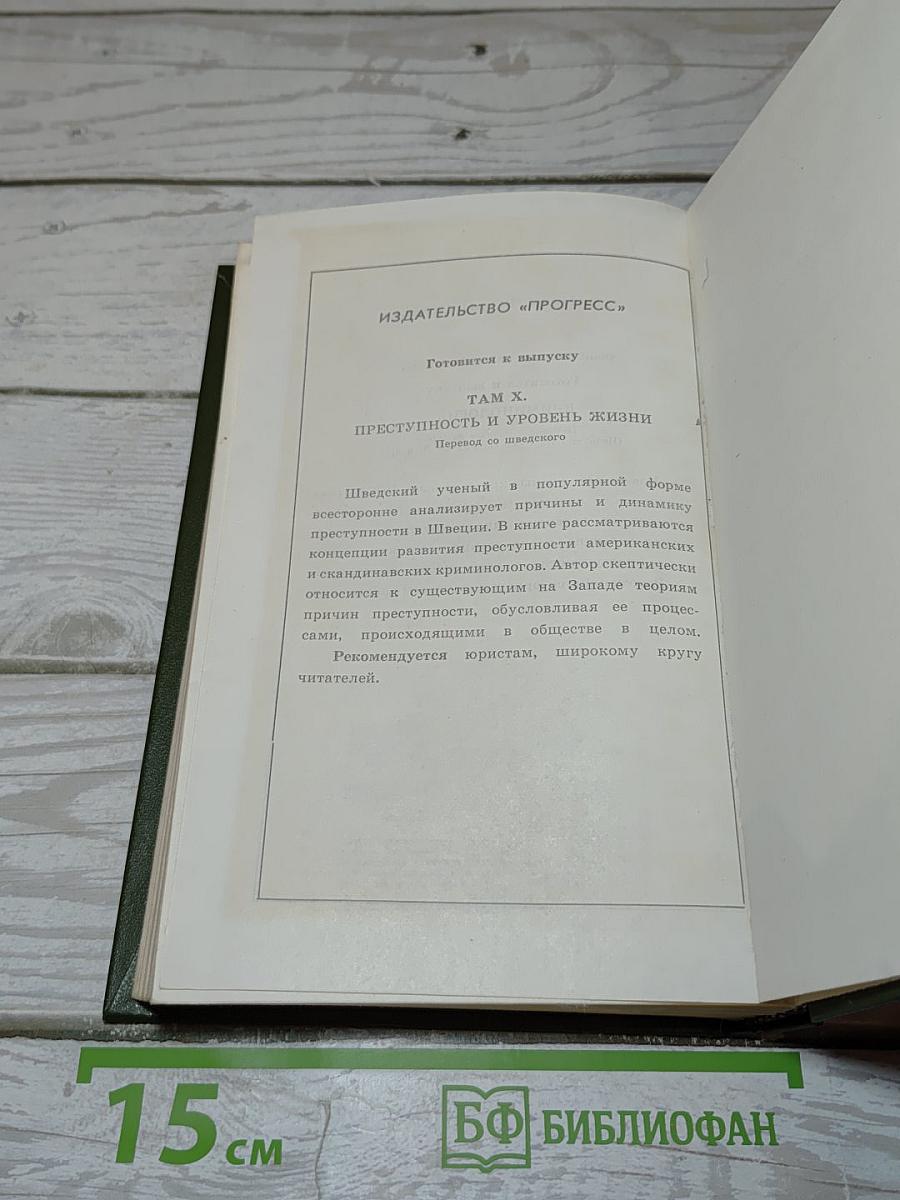 ИЗДАТЕЛЬСТВО «ПРОГРЕСС»
Готовится к выпуску
ТАМ Х.
ПРЕСТУПНОСТЬ И УРОВЕНЬ ЖИЗНИ
Перевод со шведского
Шведский ученый в популярной форме
всесторонне анализирует причины и динамику
преступности в Швеции. В книге рассматриваются
концепции развития преступности американских
и скандинавских криминологов. Автор скептически
относится к существующим на Западе теориям
причин преступности, обусловливая ее процес-
сами, происходящими в обществе в целом.
Рекомендуется юристам, широкому кругу
читателей.
15 см
БФ БИБЛИОФАН